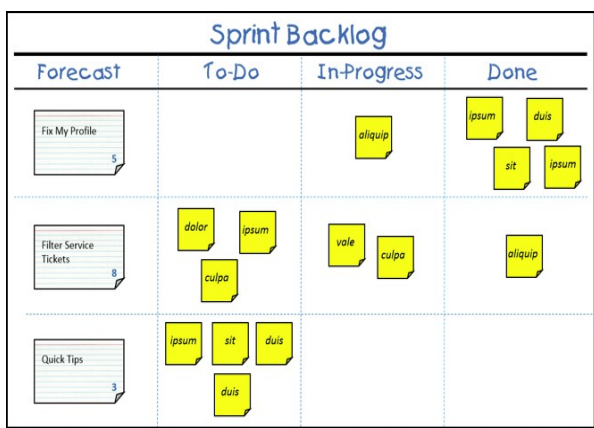 Sprint Backlog
Forecast To-Do In-Progress Done
Fix My Profile
5
aliquip
ipsum duis
sit ipsum
Filter Service
Tickets
8
dolor ipsum
culpa
vale culpa
aliquip
Quick Tips
3
ipsum sit duis
duis